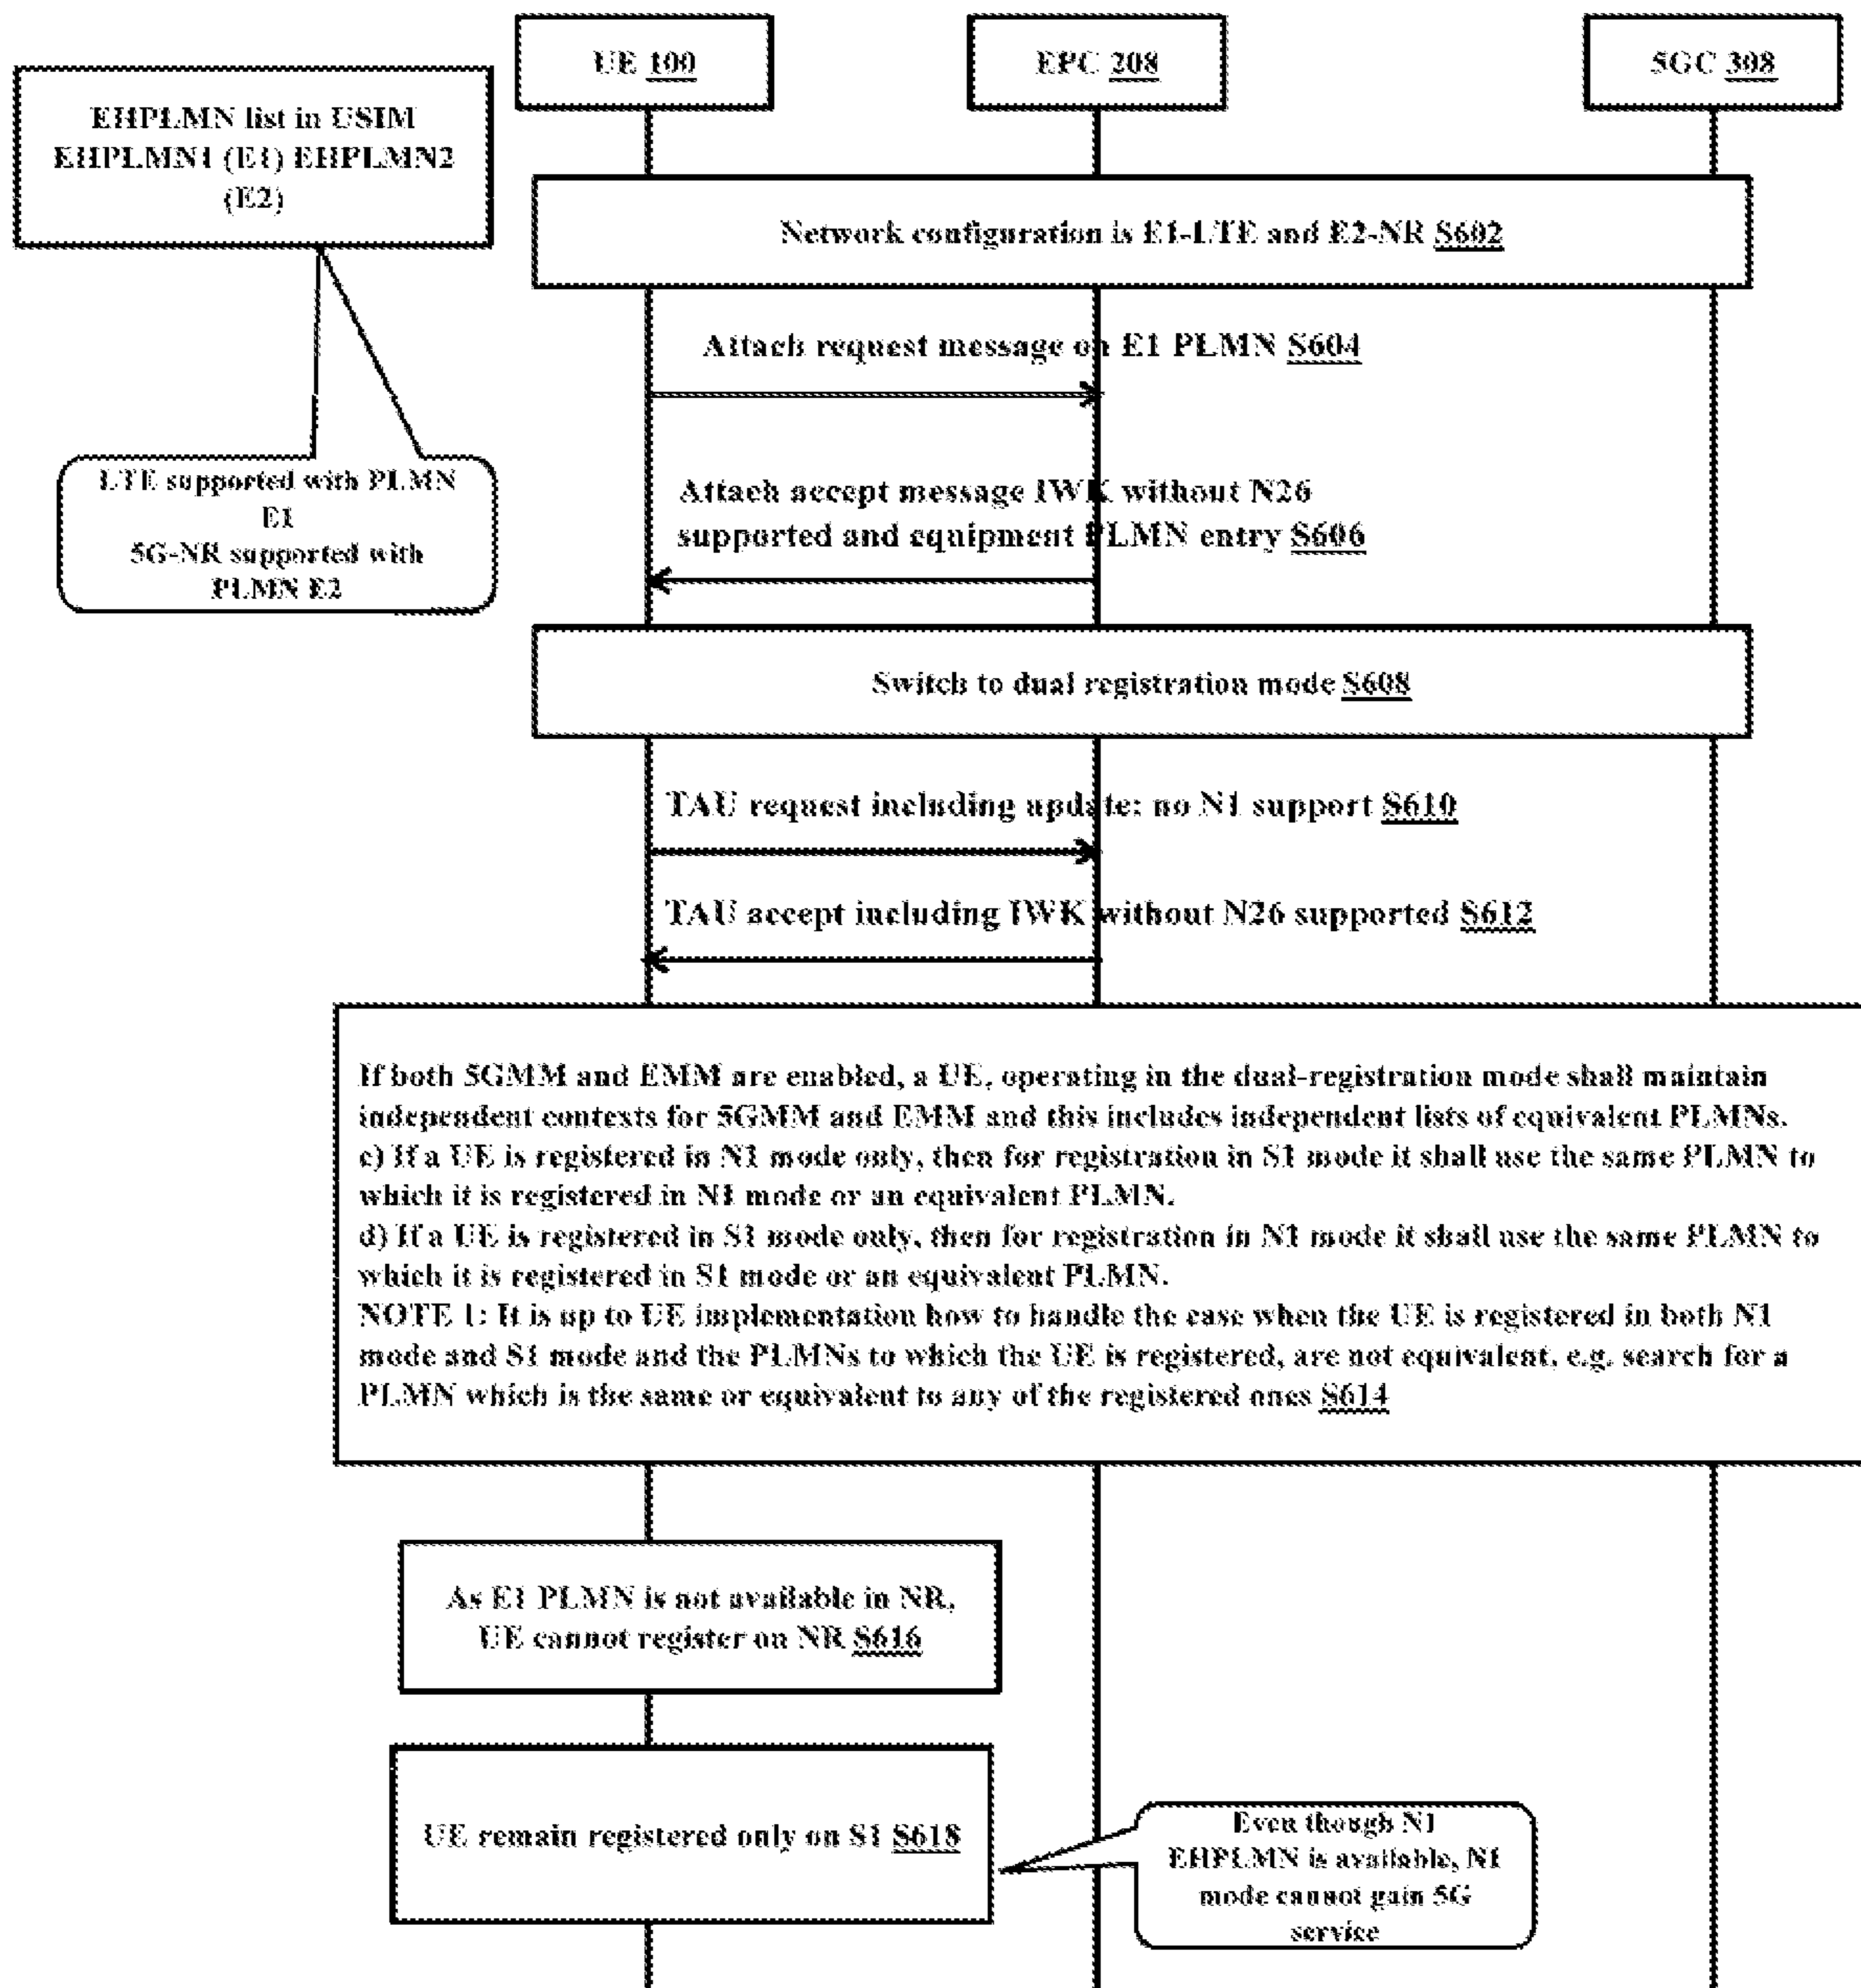 UE 100
EPC 208
5GC 308
EHPLMN list in USIM
EHPLMN1 (E1) EHPLMN2
(E2)
Network configuration is E1-LTE and E2-NR S602
Attach request message on E1 PLMN S604
LTE supported with PLMN
E1
5G-NR supported with
PLMN E2
Attach accept message IWK without N26
supported and equipment PLMN entry S606
Switch to dual registration mode S608
TAU request including update: no N1 support S610
TAU accept including IWK without N26 supported S612
If both 5GMM and EMM are enabled, a UE, operating in the dual-registration mode shall maintain
independent contexts for 5GMM and EMM and this includes independent lists of equivalent PLMNs.
c) If a UE is registered in N1 mode only, then for registration in S1 mode it shall use the same PLMN to
which it is registered in N1 mode or an equivalent PLMN.
d) If a UE is registered in S1 mode only, then for registration in N1 mode it shall use the same PLMN to
which it is registered in S1 mode or an equivalent PLMN.
NOTE 1: It is up to UE implementation how to handle the case when the UE is registered in both N1
mode and S1 mode and the PLMNs to which the UE is registered, are not equivalent, e.g. search for a
PLMN which is the same or equivalent to any of the registered ones S614
As E1 PLMN is not available in NR,
UE cannot register on NR S616
UE remain registered only on S1 S618
Even though N1
EHPLMN is available, N1
mode cannot gain 5G
service